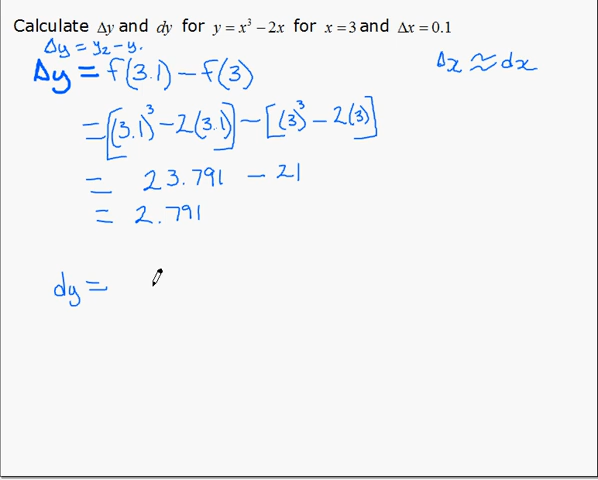 Calculate Δy and dy for y = x³ − 2x for x = 3 and Δx = 0.1
Δy = y₂ − y₁
Δy = f(3.1) − f(3)
Δx ≈ dx
= [(3.1)³ − 2(3.1)] − [(3)³ − 2(3)]
= 23.791 − 21
= 2.791
dy =